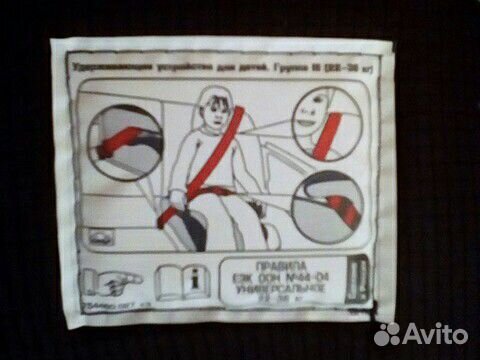 Удерживающее устройство для детей. Группа III (22-36 кг)
i
ПРАВИЛА
ЕЭК ООН №44-04
УНИВЕРСАЛЬНОЕ
22-36 кг
Avito